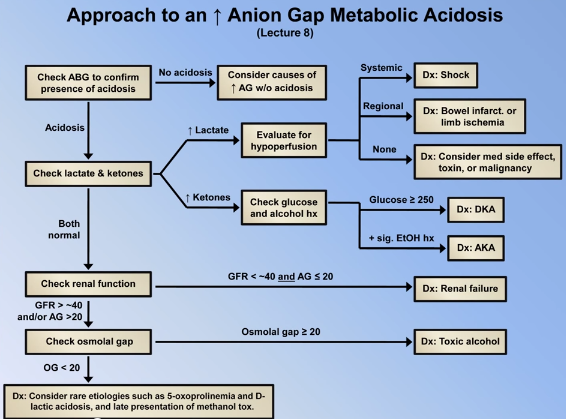 Approach to an ↑ Anion Gap Metabolic Acidosis
(Lecture 8)
Check ABG to confirm
presence of acidosis
No acidosis
Consider causes of
↑ AG w/o acidosis
Systemic
Dx: Shock
Acidosis
↑ Lactate
Evaluate for
hypoperfusion
Regional
Dx: Bowel infarct. or
limb ischemia
None
Dx: Consider med side effect,
toxin, or malignancy
Check lactate & ketones
↑ Ketones
Check glucose
and alcohol hx
Glucose ≥ 250
Dx: DKA
+ sig. EtOH hx
Dx: AKA
Both
normal
Check renal function
GFR < ~40 and AG ≤ 20
Dx: Renal failure
GFR > ~40
and/or AG >20
Check osmolal gap
Osmolal gap ≥ 20
Dx: Toxic alcohol
OG < 20
Dx: Consider rare etiologies such as 5-oxoprolinemia and D-
lactic acidosis, and late presentation of methanol tox.